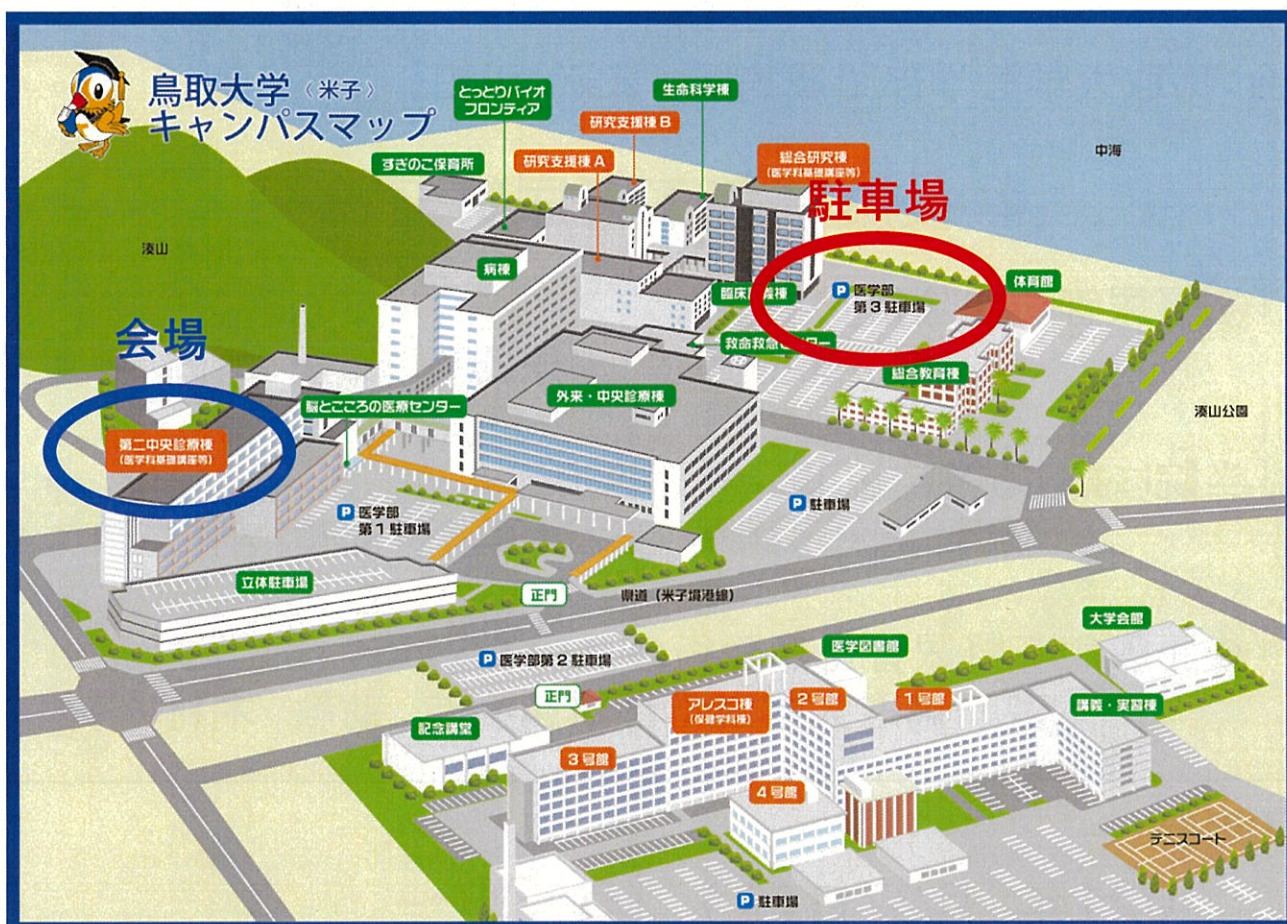 鳥取大学〈米子〉
キャンパスマップ
とっとりバイオ
フロンティア
生命科学棟
研究支援棟B
研究支援棟A
すぎのこ保育所
総合研究棟
(医学科基礎講座等)
中海
駐車場
湊山
病棟
臨床
義棟
P 医学部
第3駐車場
体育館
会場
救命救急
ター
総合教育棟
脳とこころの医療センター
外来・中央診療棟
湊山公園
第二中央診療棟
(医学科基礎講座等)
P 医学部
第1駐車場
P 駐車場
立体駐車場
正門
県道(米子境港線)
大学会館
医学図書館
P 医学部第2駐車場
正門
アレスコ棟
(保健学科棟)
2号館
1号館
講義・実習棟
記念講堂
3号館
4号館
テニスコート
P 駐車場